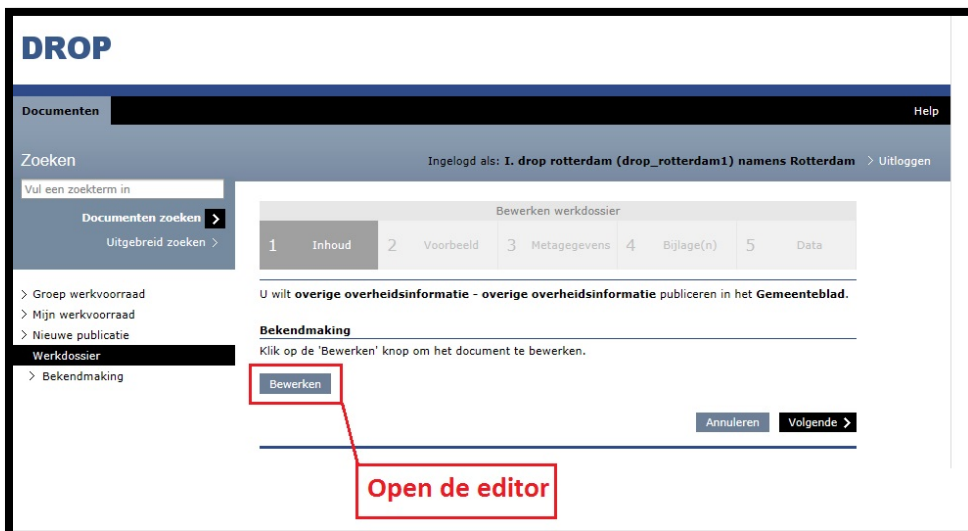 DROP
Documenten
Help
Zoeken
Ingelogd als: I. drop rotterdam (drop_rotterdam1) namens Rotterdam > Uitloggen
Vul een zoekterm in
Documenten zoeken >
Uitgebreid zoeken >
Bewerken werkdossier
1 Inhoud 2 Voorbeeld 3 Metagegevens 4 Bijlage(n) 5 Data
> Groep werkvoorraad
> Mijn werkvoorraad
> Nieuwe publicatie
Werkdossier
> Bekendmaking
U wilt overige overheidsinformatie - overige overheidsinformatie publiceren in het Gemeenteblad.
Bekendmaking
Klik op de 'Bewerken' knop om het document te bewerken.
Bewerken
Annuleren Volgende >
Open de editor